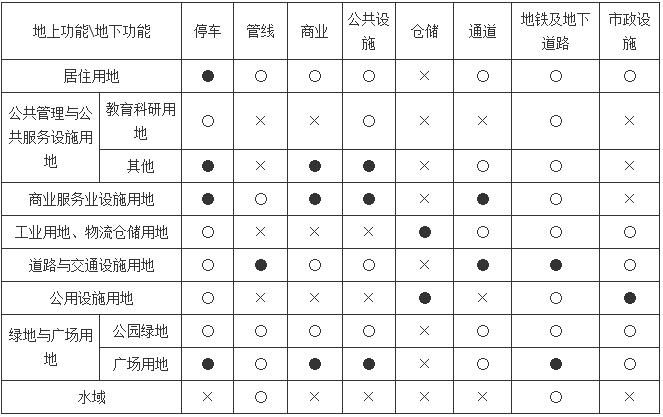 地上功能\地下功能 停车 管线 商业 公共设施 仓储 通道 地铁及地下道路 市政设施
居住用地 ● ○ ○ ○ × ○ ○ ○
公共管理与公共服务设施用地 教育科研用地 ○ × × ○ × × ○ ×
其他 ● × ● ● × ○ ○ ×
商业服务业设施用地 ● ○ ● ● × ● ○ ×
工业用地、物流仓储用地 ○ × × × ● ○ ○ ○
道路与交通设施用地 ○ ● ○ ○ × ● ● ○
公用设施用地 ○ × × × ● × ○ ●
绿地与广场用地 公园绿地 ○ ○ ○ ○ × ○ ○ ○
广场用地 ● ○ ● ● × ○ ● ○
水域 × ○ × × × × ○ ×